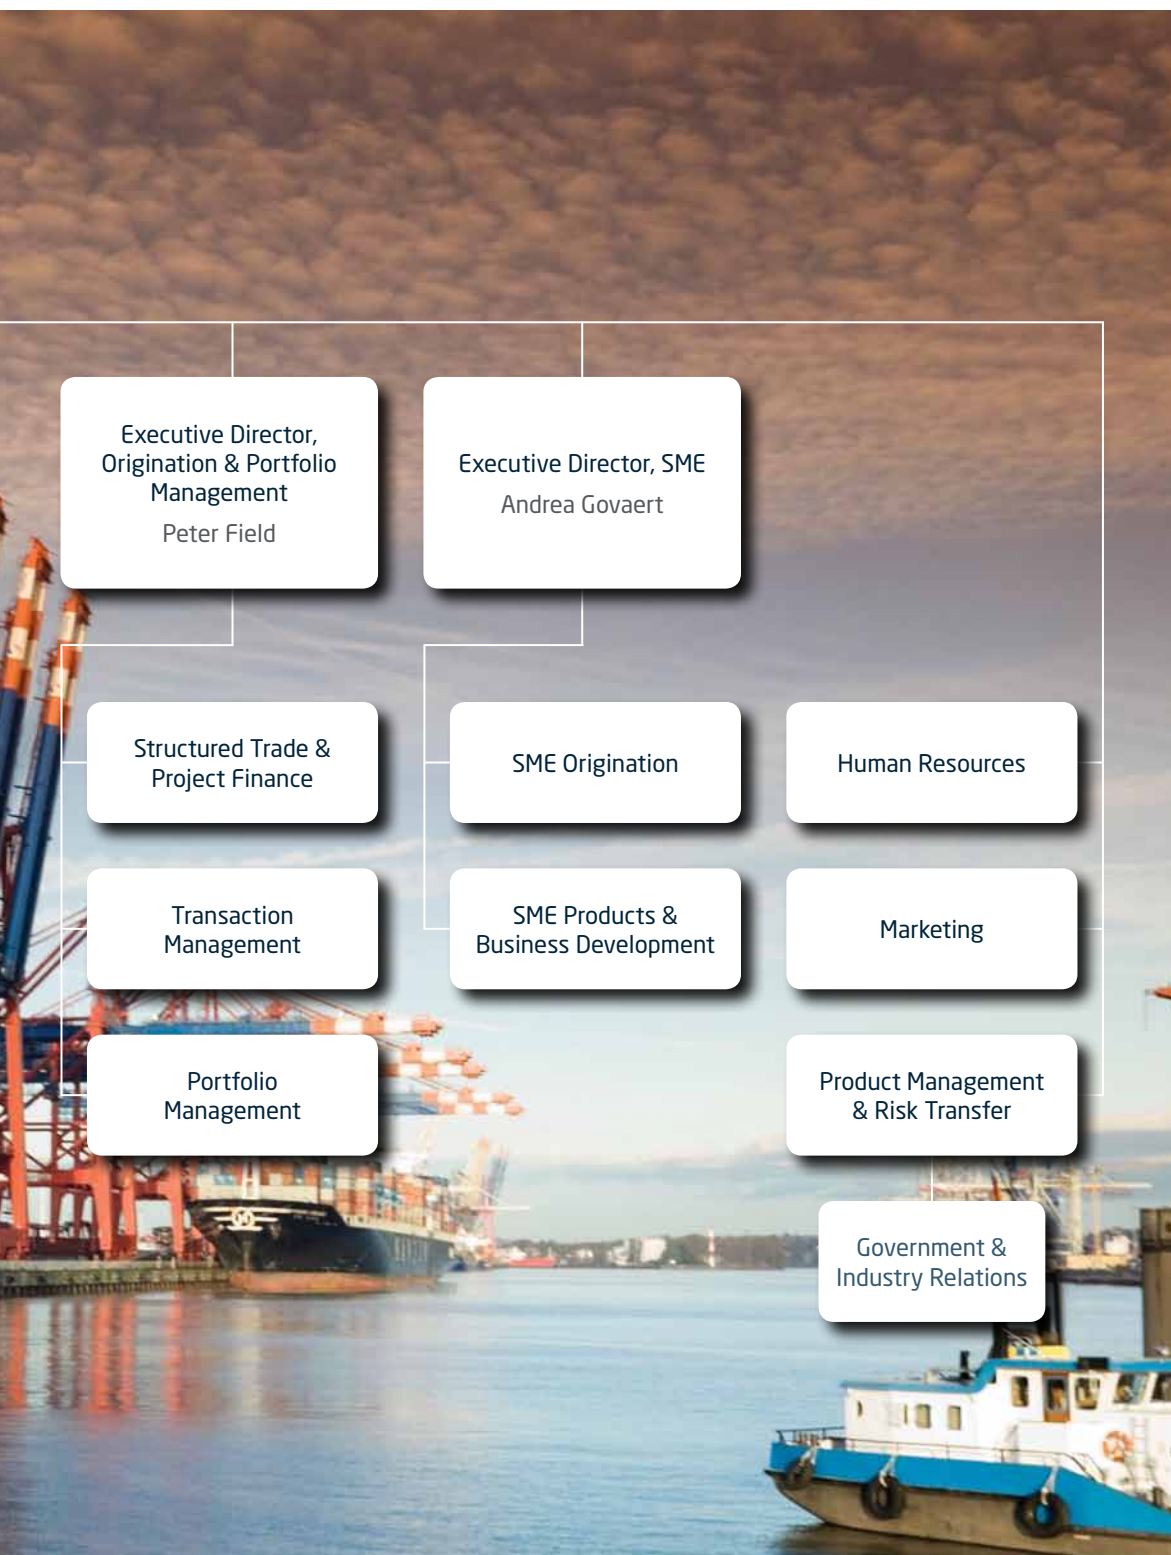 Executive Director,
Origination & Portfolio
Management
Peter Field
Executive Director, SME
Andrea Govaert
Structured Trade &
Project Finance
SME Origination
Human Resources
Transaction
Management
SME Products &
Business Development
Marketing
Portfolio
Management
Product Management
& Risk Transfer
Government &
Industry Relations